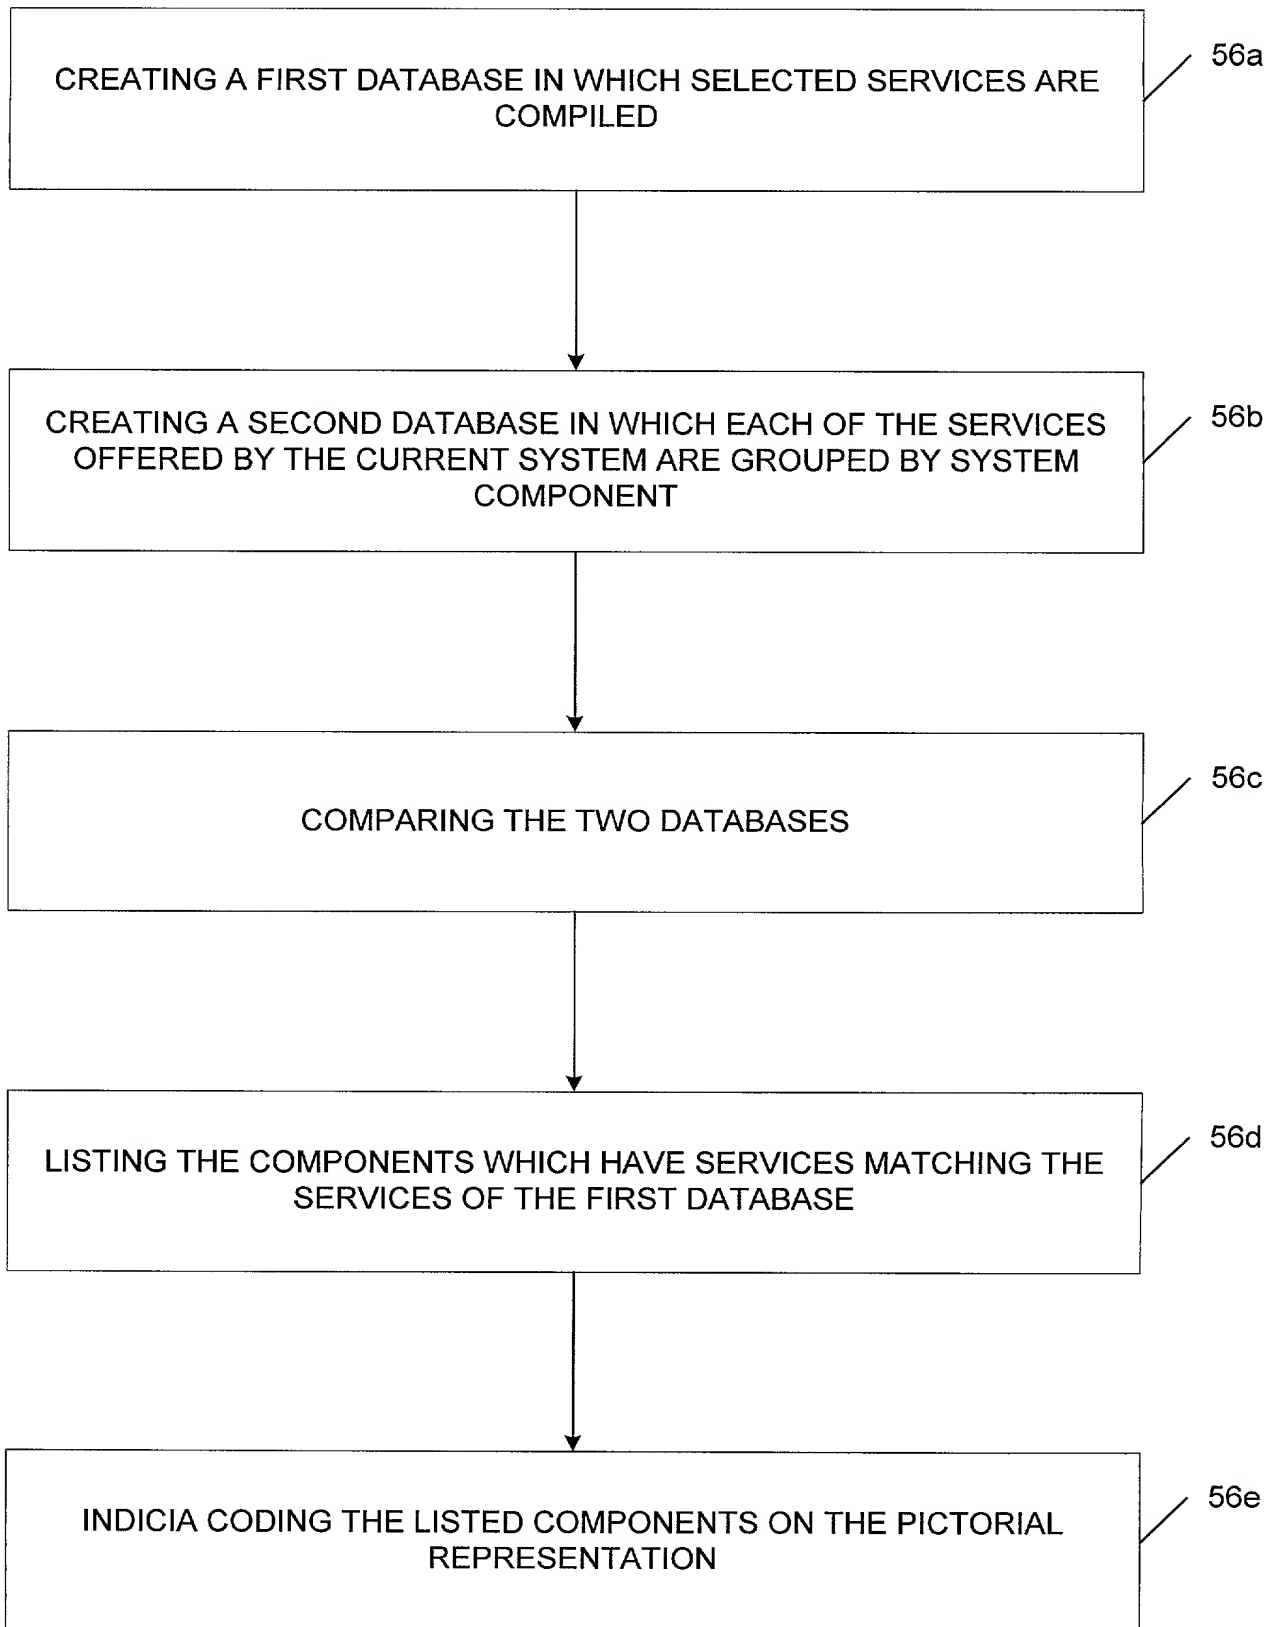 CREATING A FIRST DATABASE IN WHICH SELECTED SERVICES ARE
COMPILED
56a
CREATING A SECOND DATABASE IN WHICH EACH OF THE SERVICES
OFFERED BY THE CURRENT SYSTEM ARE GROUPED BY SYSTEM
COMPONENT
56b
COMPARING THE TWO DATABASES
56c
LISTING THE COMPONENTS WHICH HAVE SERVICES MATCHING THE
SERVICES OF THE FIRST DATABASE
56d
INDICIA CODING THE LISTED COMPONENTS ON THE PICTORIAL
REPRESENTATION
56e